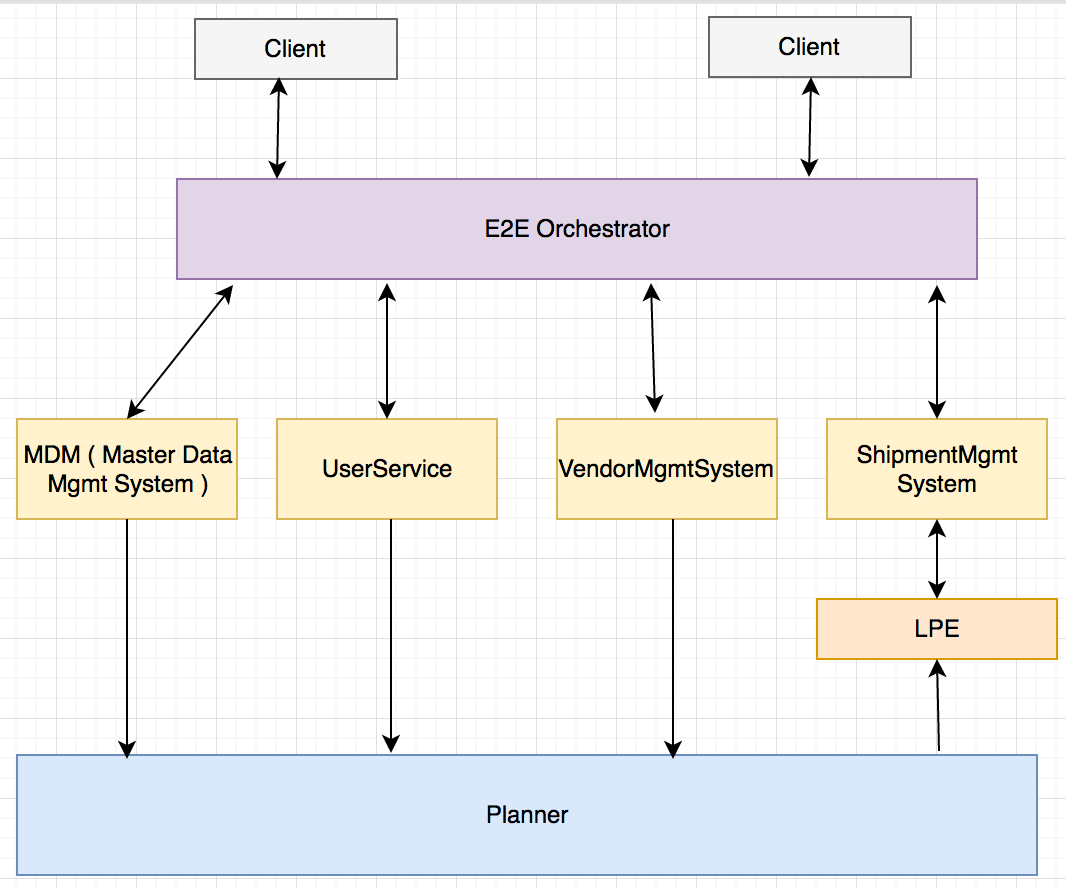 Client
Client
E2E Orchestrator
MDM ( Master Data
Mgmt System )
UserService
VendorMgmtSystem
ShipmentMgmt
System
LPE
Planner